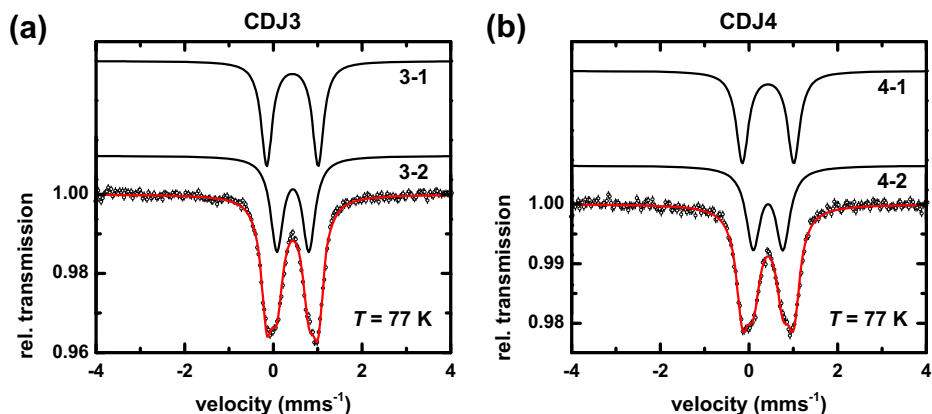 (a)
CDJ3
3-1
3-2
1.00
0.98
0.96
rel. transmission
T = 77 K
-4
-2
0
2
4
velocity (mms⁻¹)
(b)
CDJ4
4-1
4-2
1.00
0.99
0.98
rel. transmission
T = 77 K
-4
-2
0
2
4
velocity (mms⁻¹)